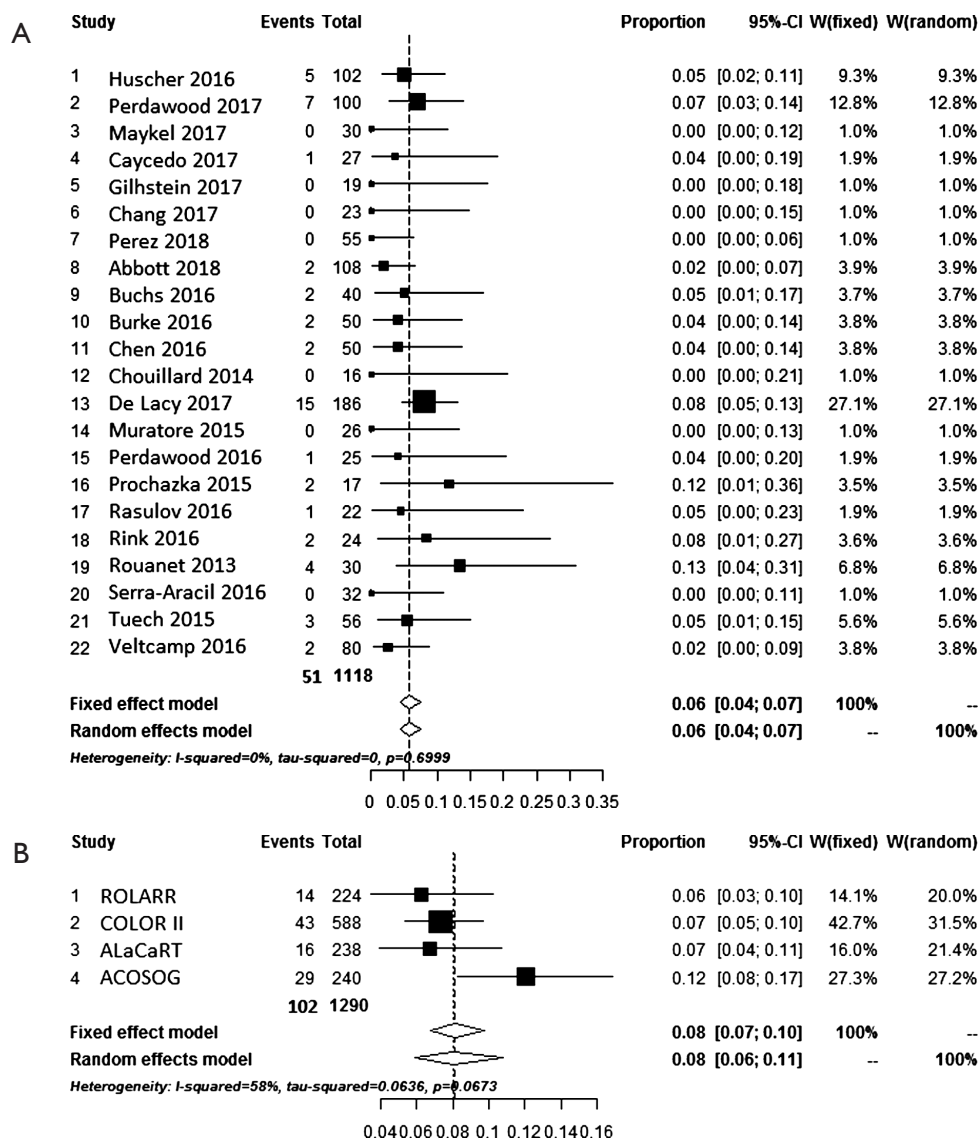 A
Study Events Total Proportion 95%-CI W(fixed) W(random)
1 Huscher 2016 5 102 0.05 [0.02; 0.11] 9.3% 9.3%
2 Perdawood 2017 7 100 0.07 [0.03; 0.14] 12.8% 12.8%
3 Maykel 2017 0 30 0.00 [0.00; 0.12] 1.0% 1.0%
4 Caycedo 2017 1 27 0.04 [0.00; 0.19] 1.9% 1.9%
5 Gilhstein 2017 0 19 0.00 [0.00; 0.18] 1.0% 1.0%
6 Chang 2017 0 23 0.00 [0.00; 0.15] 1.0% 1.0%
7 Perez 2018 0 55 0.00 [0.00; 0.06] 1.0% 1.0%
8 Abbott 2018 2 108 0.02 [0.00; 0.07] 3.9% 3.9%
9 Buchs 2016 2 40 0.05 [0.01; 0.17] 3.7% 3.7%
10 Burke 2016 2 50 0.04 [0.00; 0.14] 3.8% 3.8%
11 Chen 2016 2 50 0.04 [0.00; 0.14] 3.8% 3.8%
12 Chouillard 2014 0 16 0.00 [0.00; 0.21] 1.0% 1.0%
13 De Lacy 2017 15 186 0.08 [0.05; 0.13] 27.1% 27.1%
14 Muratore 2015 0 26 0.00 [0.00; 0.13] 1.0% 1.0%
15 Perdawood 2016 1 25 0.04 [0.00; 0.20] 1.9% 1.9%
16 Prochazka 2015 2 17 0.12 [0.01; 0.36] 3.5% 3.5%
17 Rasulov 2016 1 22 0.05 [0.00; 0.23] 1.9% 1.9%
18 Rink 2016 2 24 0.08 [0.01; 0.27] 3.6% 3.6%
19 Rouanet 2013 4 30 0.13 [0.04; 0.31] 6.8% 6.8%
20 Serra-Aracil 2016 0 32 0.00 [0.00; 0.11] 1.0% 1.0%
21 Tuech 2015 3 56 0.05 [0.01; 0.15] 5.6% 5.6%
22 Veltcamp 2016 2 80 0.02 [0.00; 0.09] 3.8% 3.8%
51 1118
Fixed effect model 0.06 [0.04; 0.07] 100% --
Random effects model 0.06 [0.04; 0.07] -- 100%
Heterogeneity: I-squared=0%, tau-squared=0, p=0.6999
0 0.05 0.1 0.15 0.2 0.25 0.3 0.35
B
Study Events Total Proportion 95%-CI W(fixed) W(random)
1 ROLARR 14 224 0.06 [0.03; 0.10] 14.1% 20.0%
2 COLOR II 43 588 0.07 [0.05; 0.10] 42.7% 31.5%
3 ALaCaRT 16 238 0.07 [0.04; 0.11] 16.0% 21.4%
4 ACOSOG 29 240 0.12 [0.08; 0.17] 27.3% 27.2%
102 1290
Fixed effect model 0.08 [0.07; 0.10] 100% --
Random effects model 0.08 [0.06; 0.11] -- 100%
Heterogeneity: I-squared=58%, tau-squared=0.0636, p=0.0673
0.04 0.06 0.08 0.1 0.12 0.14 0.16